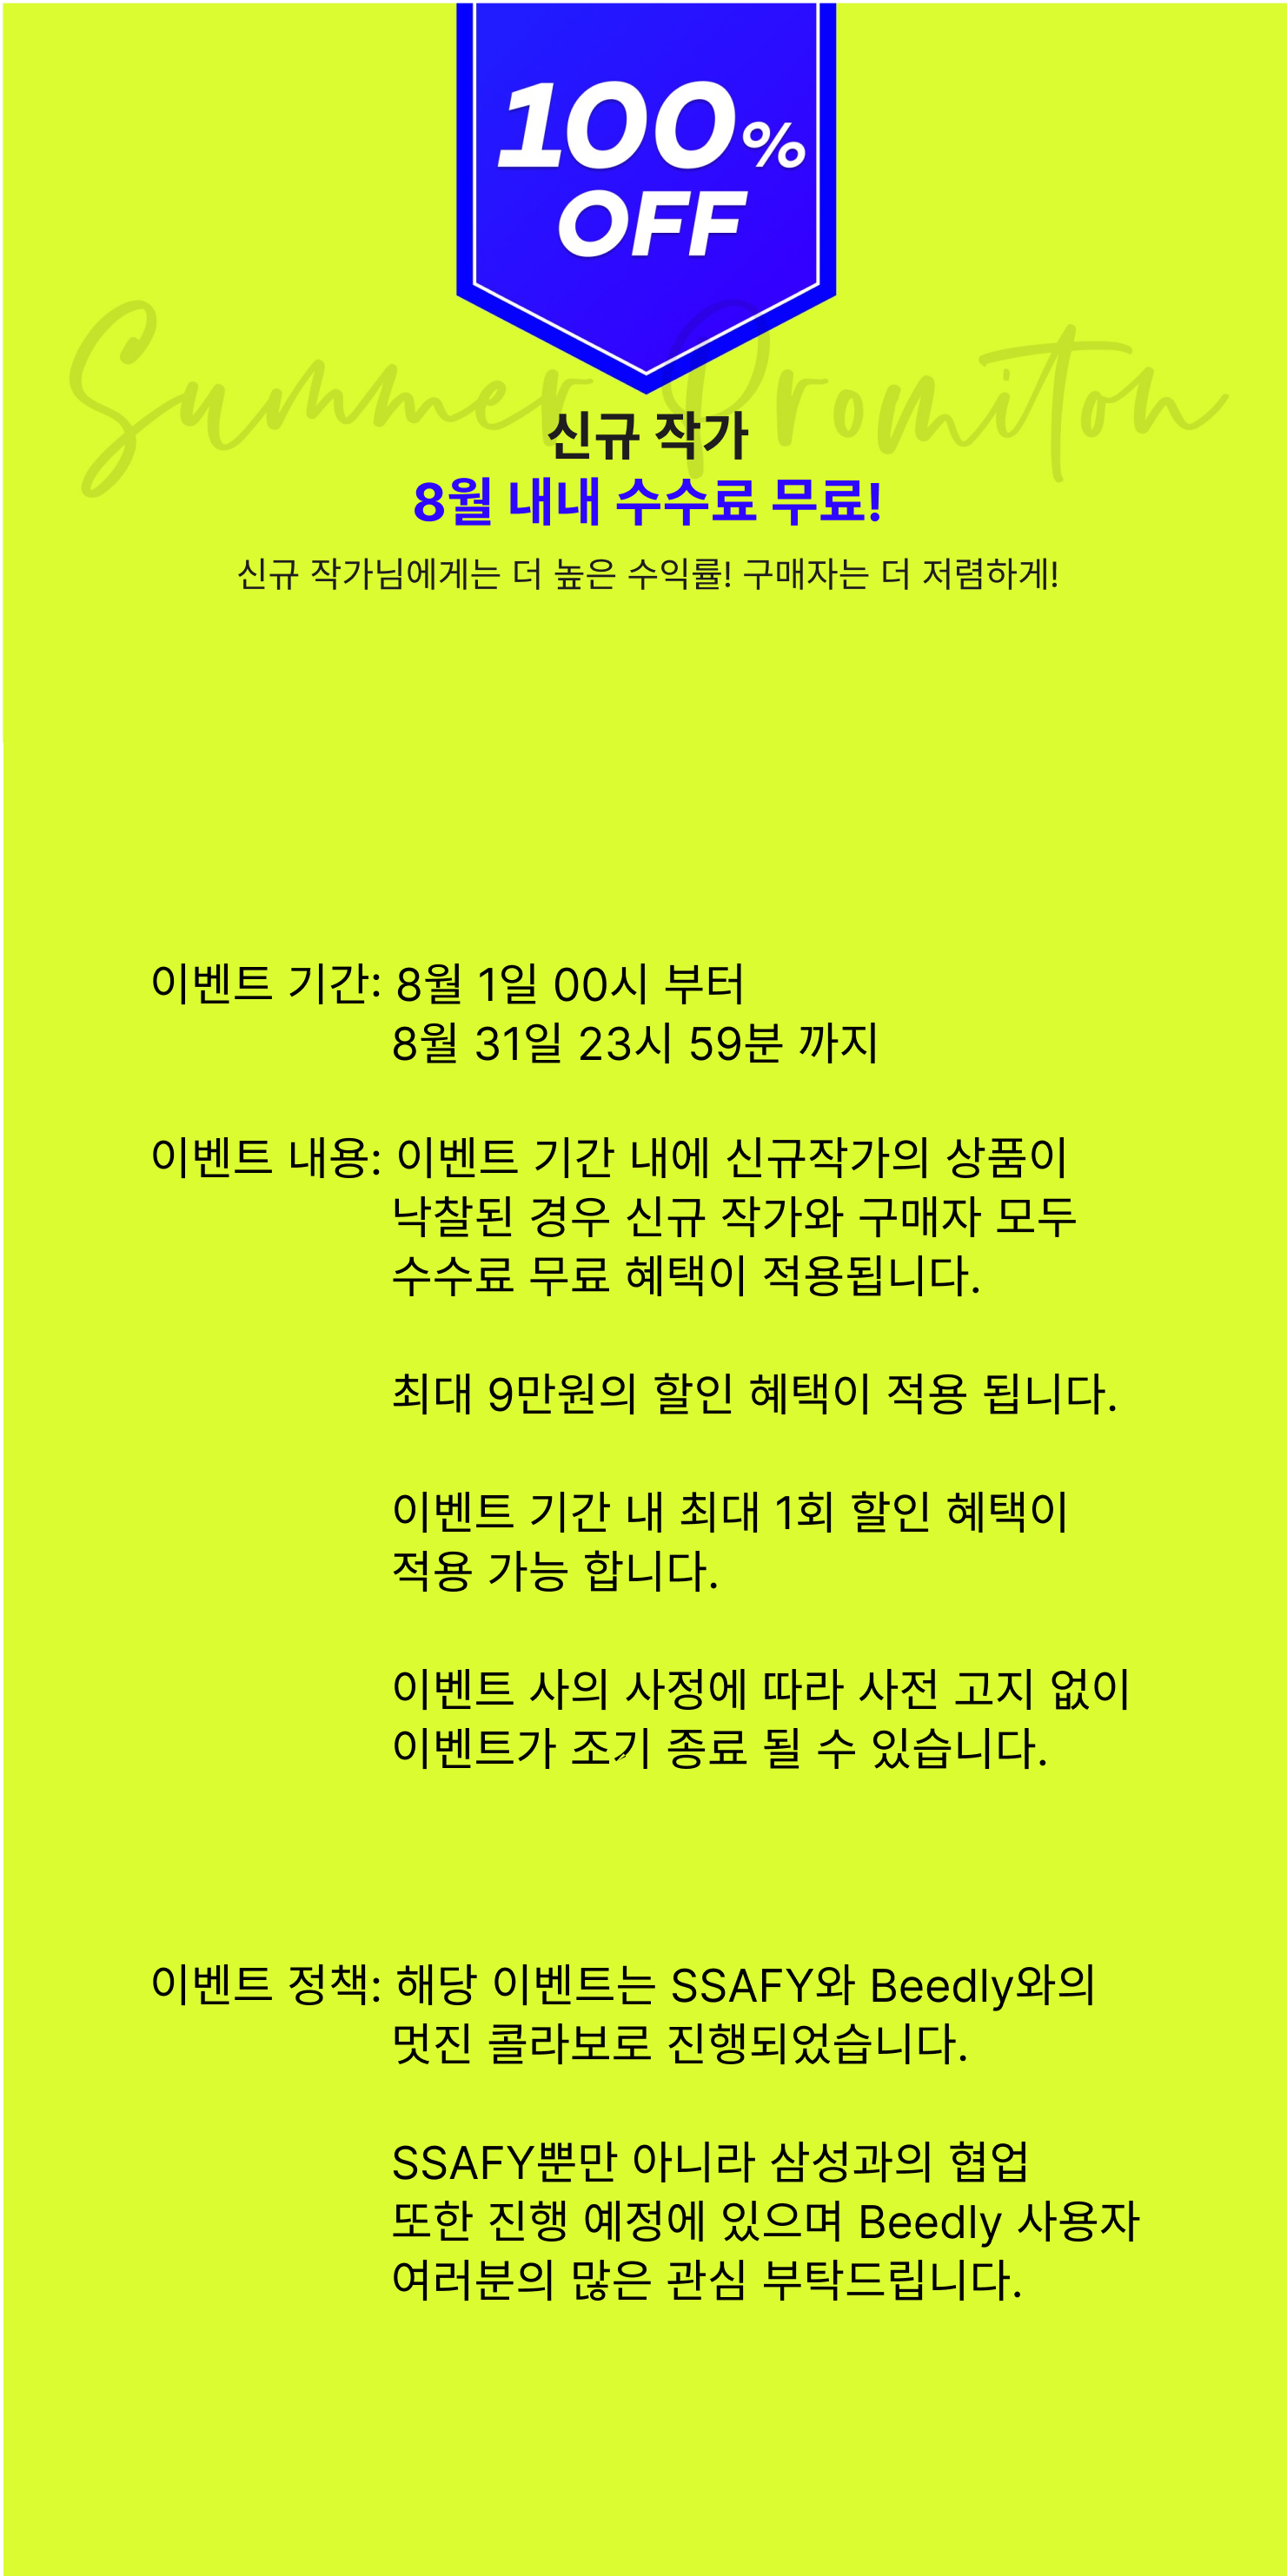 100%
OFF
Summer Promiton
신규 작가
8월 내내 수수료 무료!
신규 작가님에게는 더 높은 수익률! 구매자는 더 저렴하게!
이벤트 기간: 8월 1일 00시 부터
8월 31일 23시 59분 까지
이벤트 내용: 이벤트 기간 내에 신규작가의 상품이
낙찰된 경우 신규 작가와 구매자 모두
수수료 무료 혜택이 적용됩니다.
최대 9만원의 할인 혜택이 적용 됩니다.
이벤트 기간 내 최대 1회 할인 혜택이
적용 가능 합니다.
이벤트 사의 사정에 따라 사전 고지 없이
이벤트가 조기 종료 될 수 있습니다.
이벤트 정책: 해당 이벤트는 SSAFY와 Beedly와의
멋진 콜라보로 진행되었습니다.
SSAFY뿐만 아니라 삼성과의 협업
또한 진행 예정에 있으며 Beedly 사용자
여러분의 많은 관심 부탁드립니다.